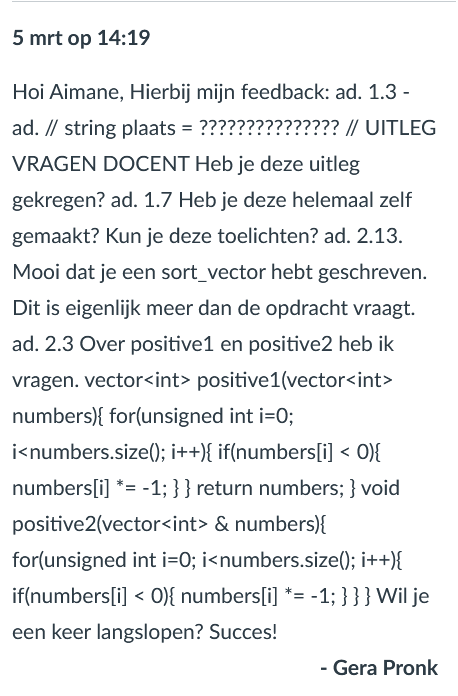 5 mrt op 14:19
Hoi Aimane, Hierbij mijn feedback: ad. 1.3 -
ad. // string plaats = ??????????????? // UITLEG
VRAGEN DOCENT Heb je deze uitleg
gekregen? ad. 1.7 Heb je deze helemaal zelf
gemaakt? Kun je deze toelichten? ad. 2.13.
Mooi dat je een sort_vector hebt geschreven.
Dit is eigenlijk meer dan de opdracht vraagt.
ad. 2.3 Over positive1 en positive2 heb ik
vragen. vector<int> positive1(vector<int>
numbers){ for(unsigned int i=0;
i<numbers.size(); i++){ if(numbers[i] < 0){
numbers[i] *= -1; } } return numbers; } void
positive2(vector<int> & numbers){
for(unsigned int i=0; i<numbers.size(); i++){
if(numbers[i] < 0){ numbers[i] *= -1; } } } Wil je
een keer langslopen? Succes!
- Gera Pronk